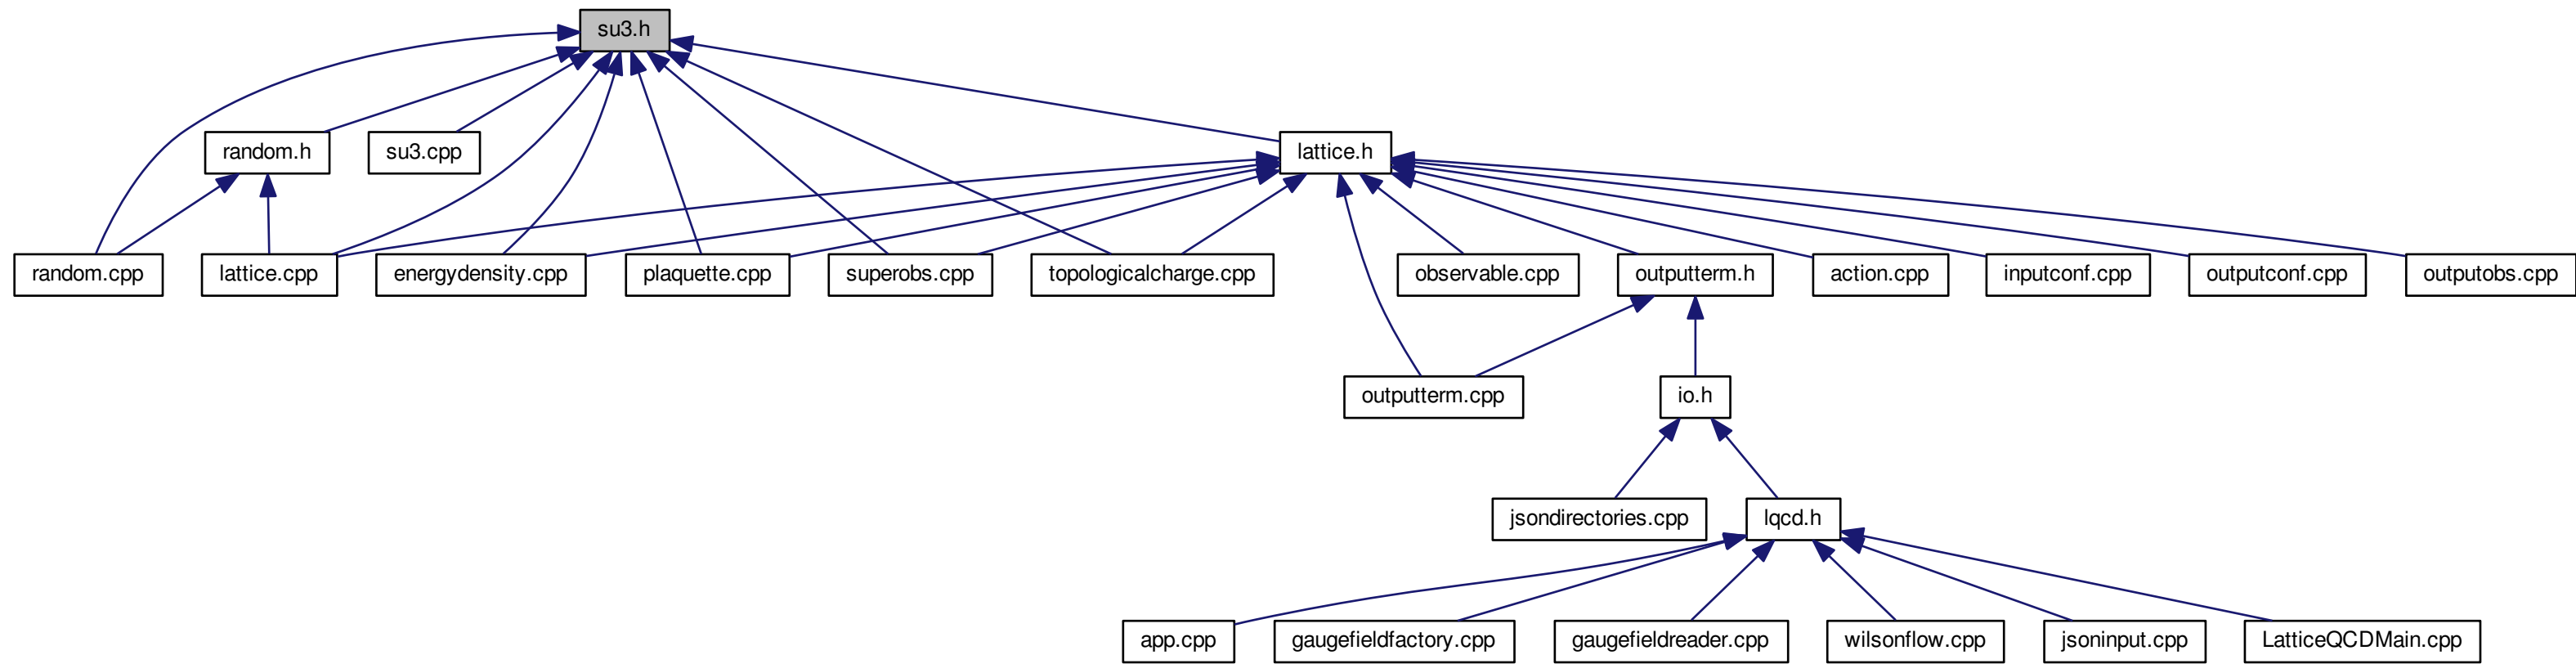 su3.h
random.h
su3.cpp
lattice.h
random.cpp
lattice.cpp
energydensity.cpp
plaquette.cpp
superobs.cpp
topologicalcharge.cpp
observable.cpp
outputterm.h
action.cpp
inputconf.cpp
outputconf.cpp
outputobs.cpp
outputterm.cpp
io.h
jsondirectories.cpp
lqcd.h
app.cpp
gaugefieldfactory.cpp
gaugefieldreader.cpp
wilsonflow.cpp
jsoninput.cpp
LatticeQCDMain.cpp